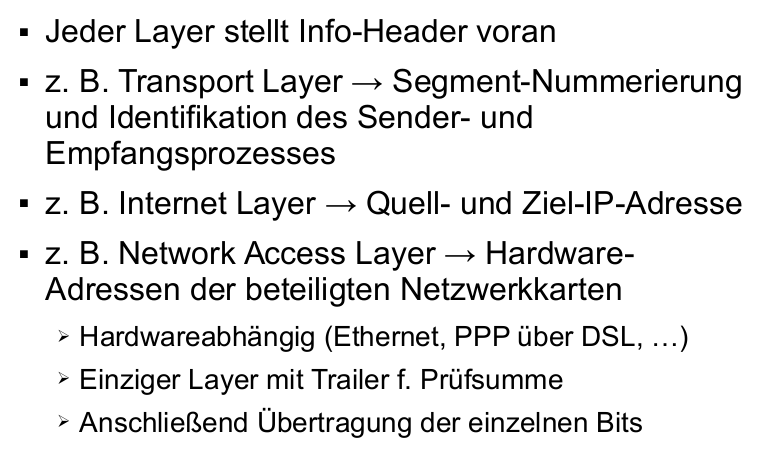 ▪ Jeder Layer stellt Info-Header voran
▪ z. B. Transport Layer → Segment-Nummerierung
und Identifikation des Sender- und
Empfangsprozesses
▪ z. B. Internet Layer → Quell- und Ziel-IP-Adresse
▪ z. B. Network Access Layer → Hardware-
Adressen der beteiligten Netzwerkkarten
➢ Hardwareabhängig (Ethernet, PPP über DSL, …)
➢ Einziger Layer mit Trailer f. Prüfsumme
➢ Anschließend Übertragung der einzelnen Bits